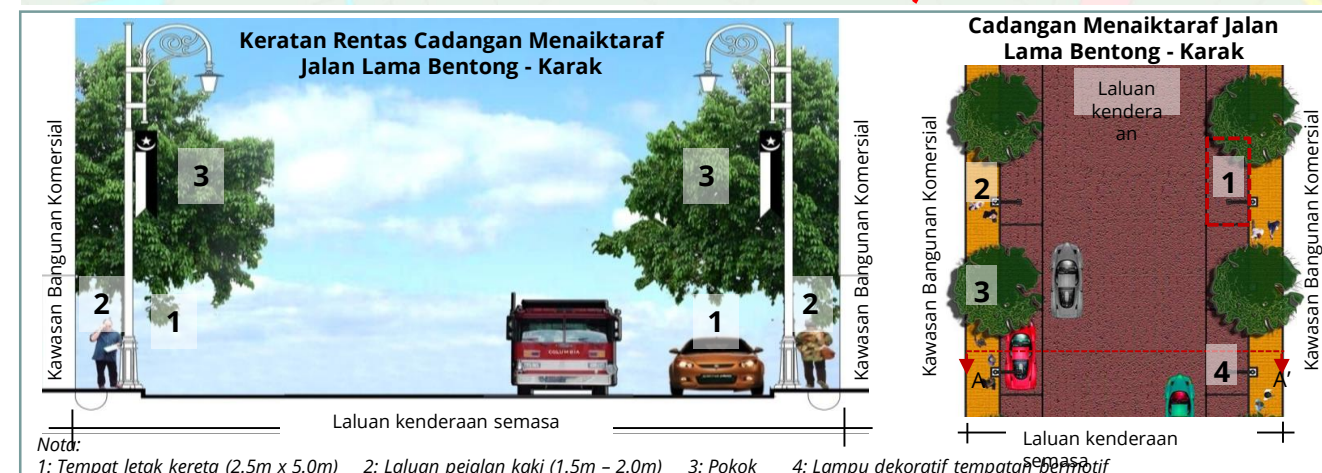 Keratan Rentas Cadangan Menaiktaraf
Jalan Lama Bentong - Karak
Kawasan Bangunan Komersial
3
3
2
1
1
2
COLUMBIA
Kawasan Bangunan Komersial
Laluan kenderaan semasa
Cadangan Menaiktaraf Jalan
Lama Bentong - Karak
Kawasan Bangunan Komersial
Laluan
kendera
an
1
2
3
4
A
A'
Kawasan Bangunan Komersial
Laluan kenderaan
semasa
Nota:
1: Tempat letak kereta (2.5m x 5.0m) 2: Laluan pejalan kaki (1.5m – 2.0m) 3: Pokok 4: Lampu dekoratif tempatan bermotif